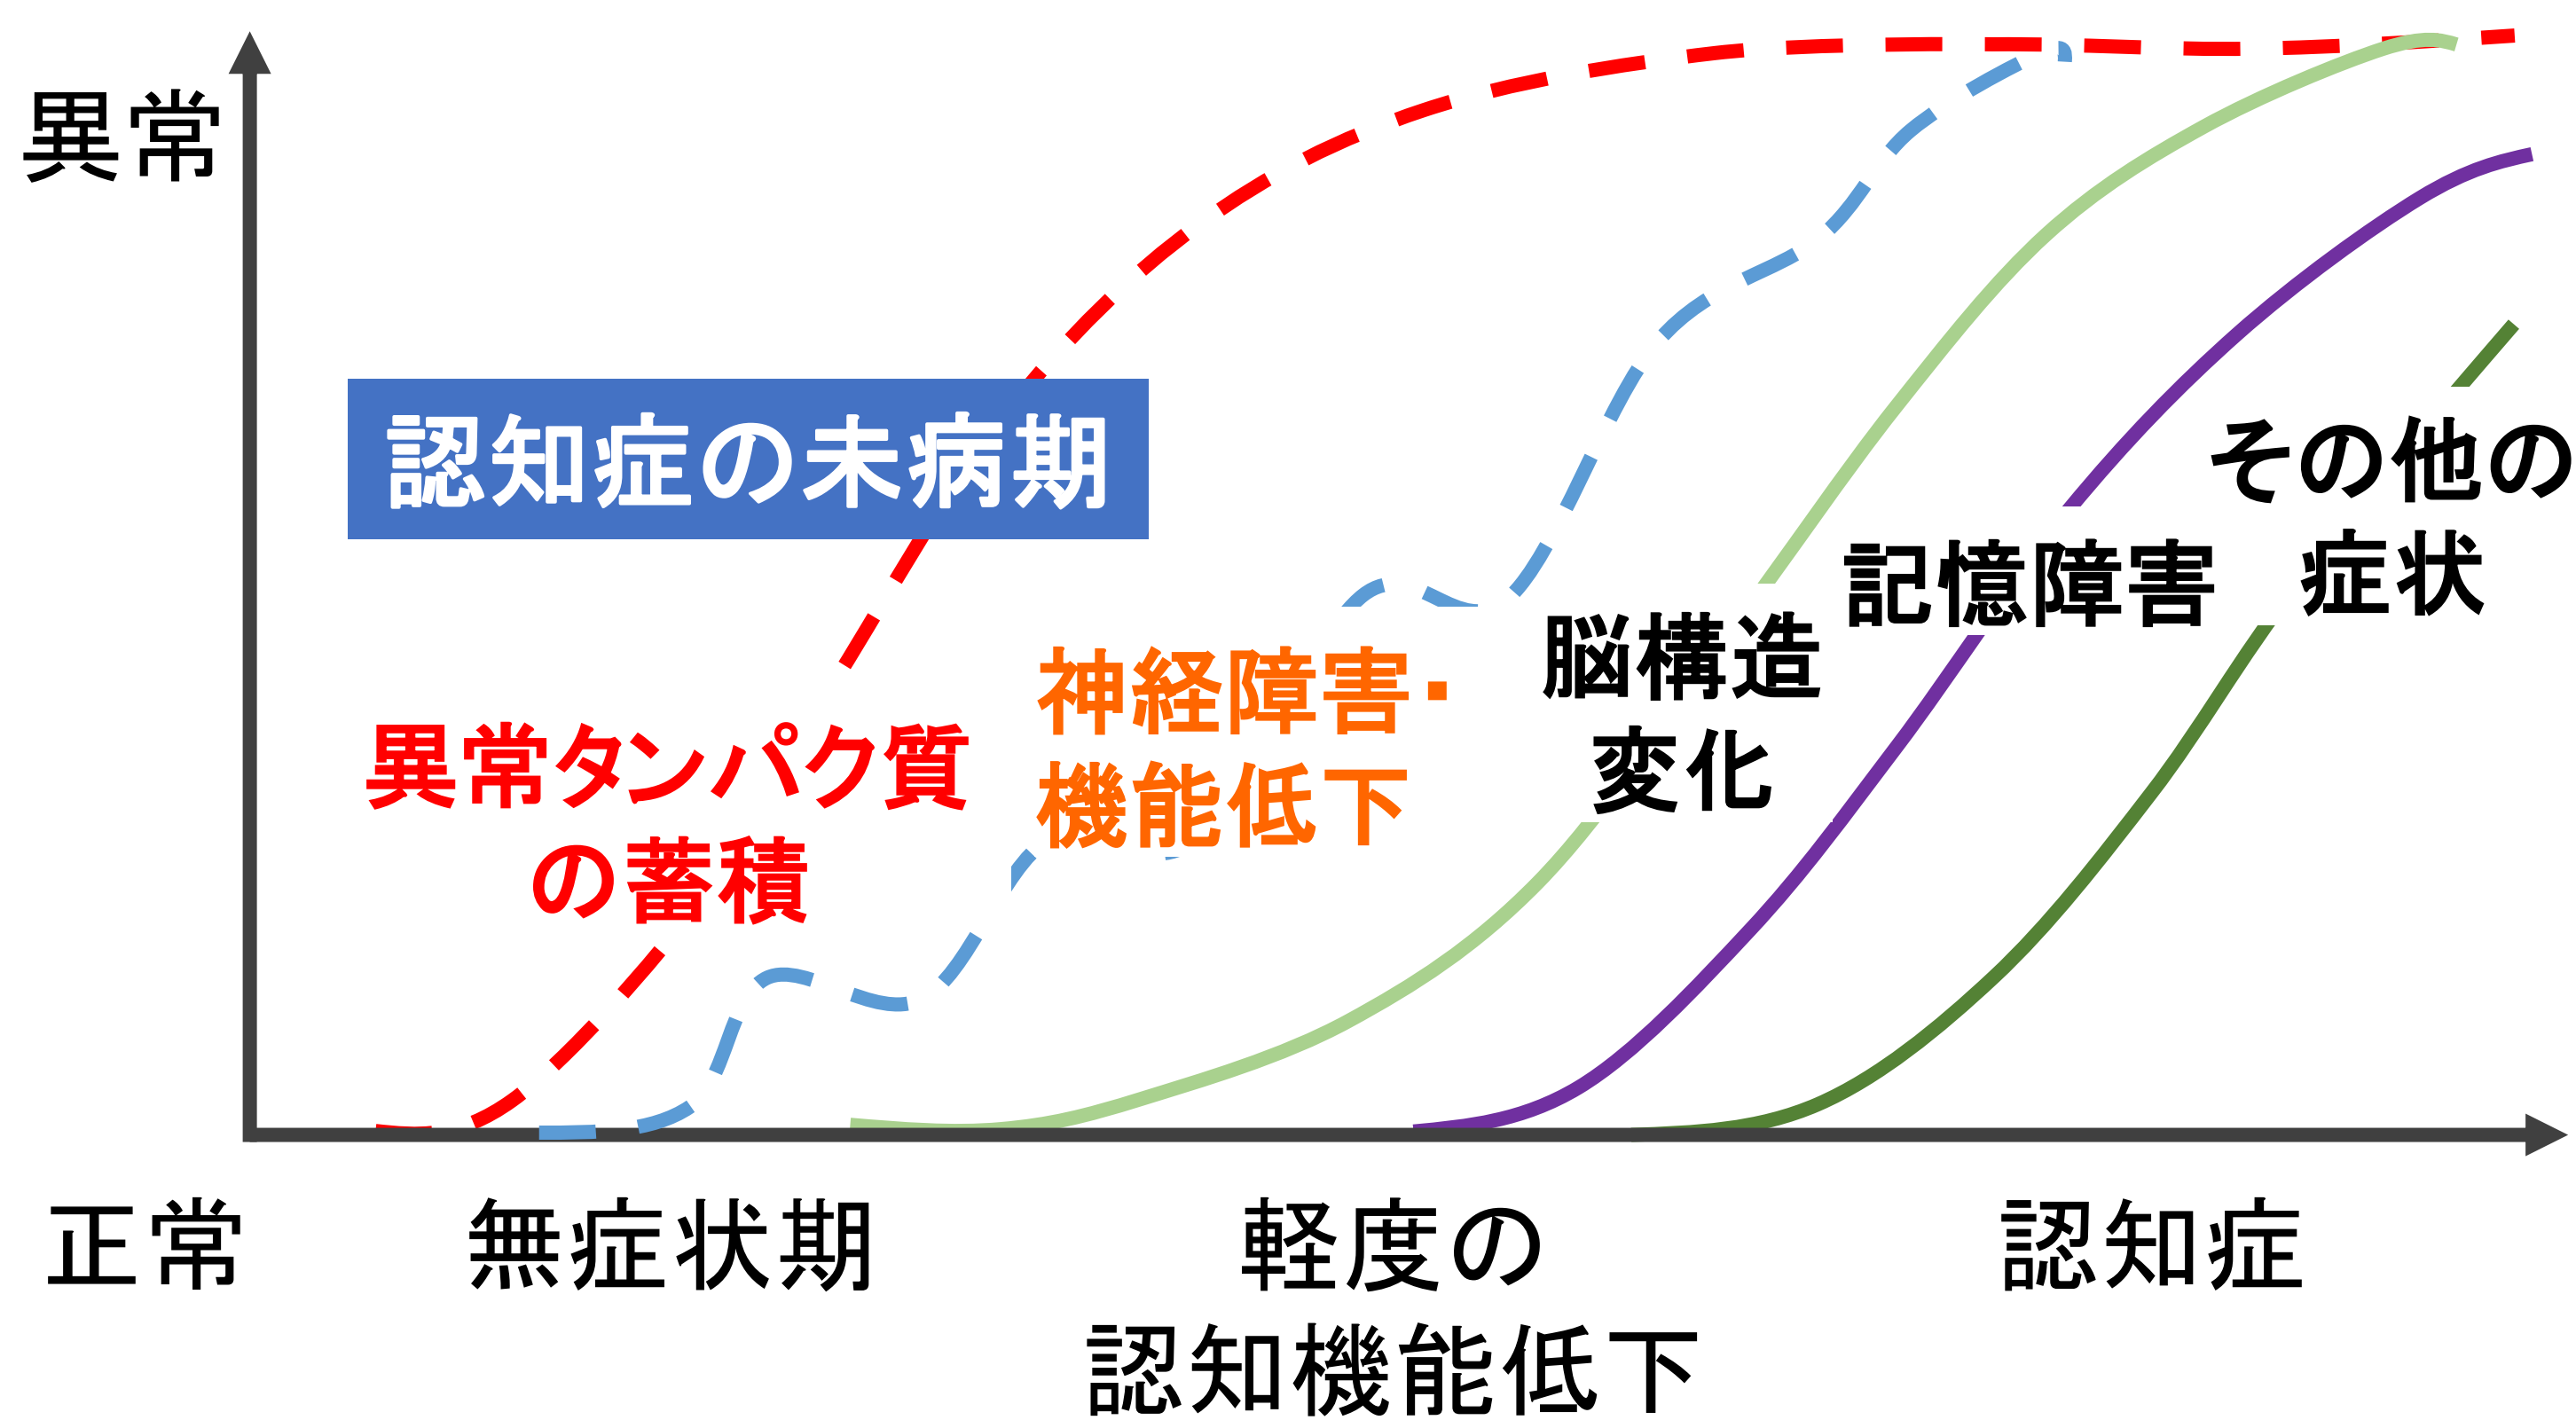 異常
認知症の未病期
異常タンパク質
の蓄積
神経障害・
機能低下
脳構造
変化
記憶障害
その他の
症状
正常
無症状期
軽度の
認知機能低下
認知症